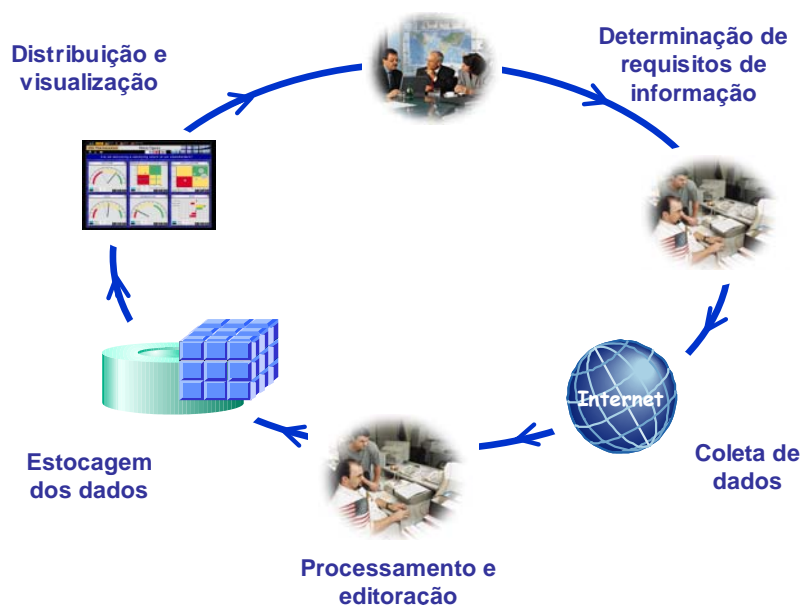 Distribuição e
visualização
Determinação de
requisitos de
informação
Internet
Coleta de
dados
Estocagem
dos dados
Processamento e
editoração